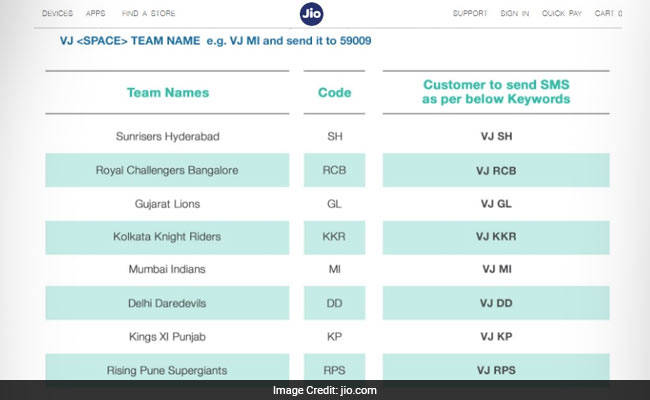 DEVICES APPS FIND A STORE Jio SUPPORT SIGN IN QUICK PAY CART 0
VJ <SPACE> TEAM NAME e.g. VJ MI and send it to 59009
Team Names Code Customer to send SMS
as per below Keywords
Sunrisers Hyderabad SH VJ SH
Royal Challengers Bangalore RCB VJ RCB
Gujarat Lions GL VJ GL
Kolkata Knight Riders KKR VJ KKR
Mumbai Indians MI VJ MI
Delhi Daredevils DD VJ DD
Kings XI Punjab KP VJ KP
Rising Pune Supergiants RPS VJ RPS
Image Credit: jio.com